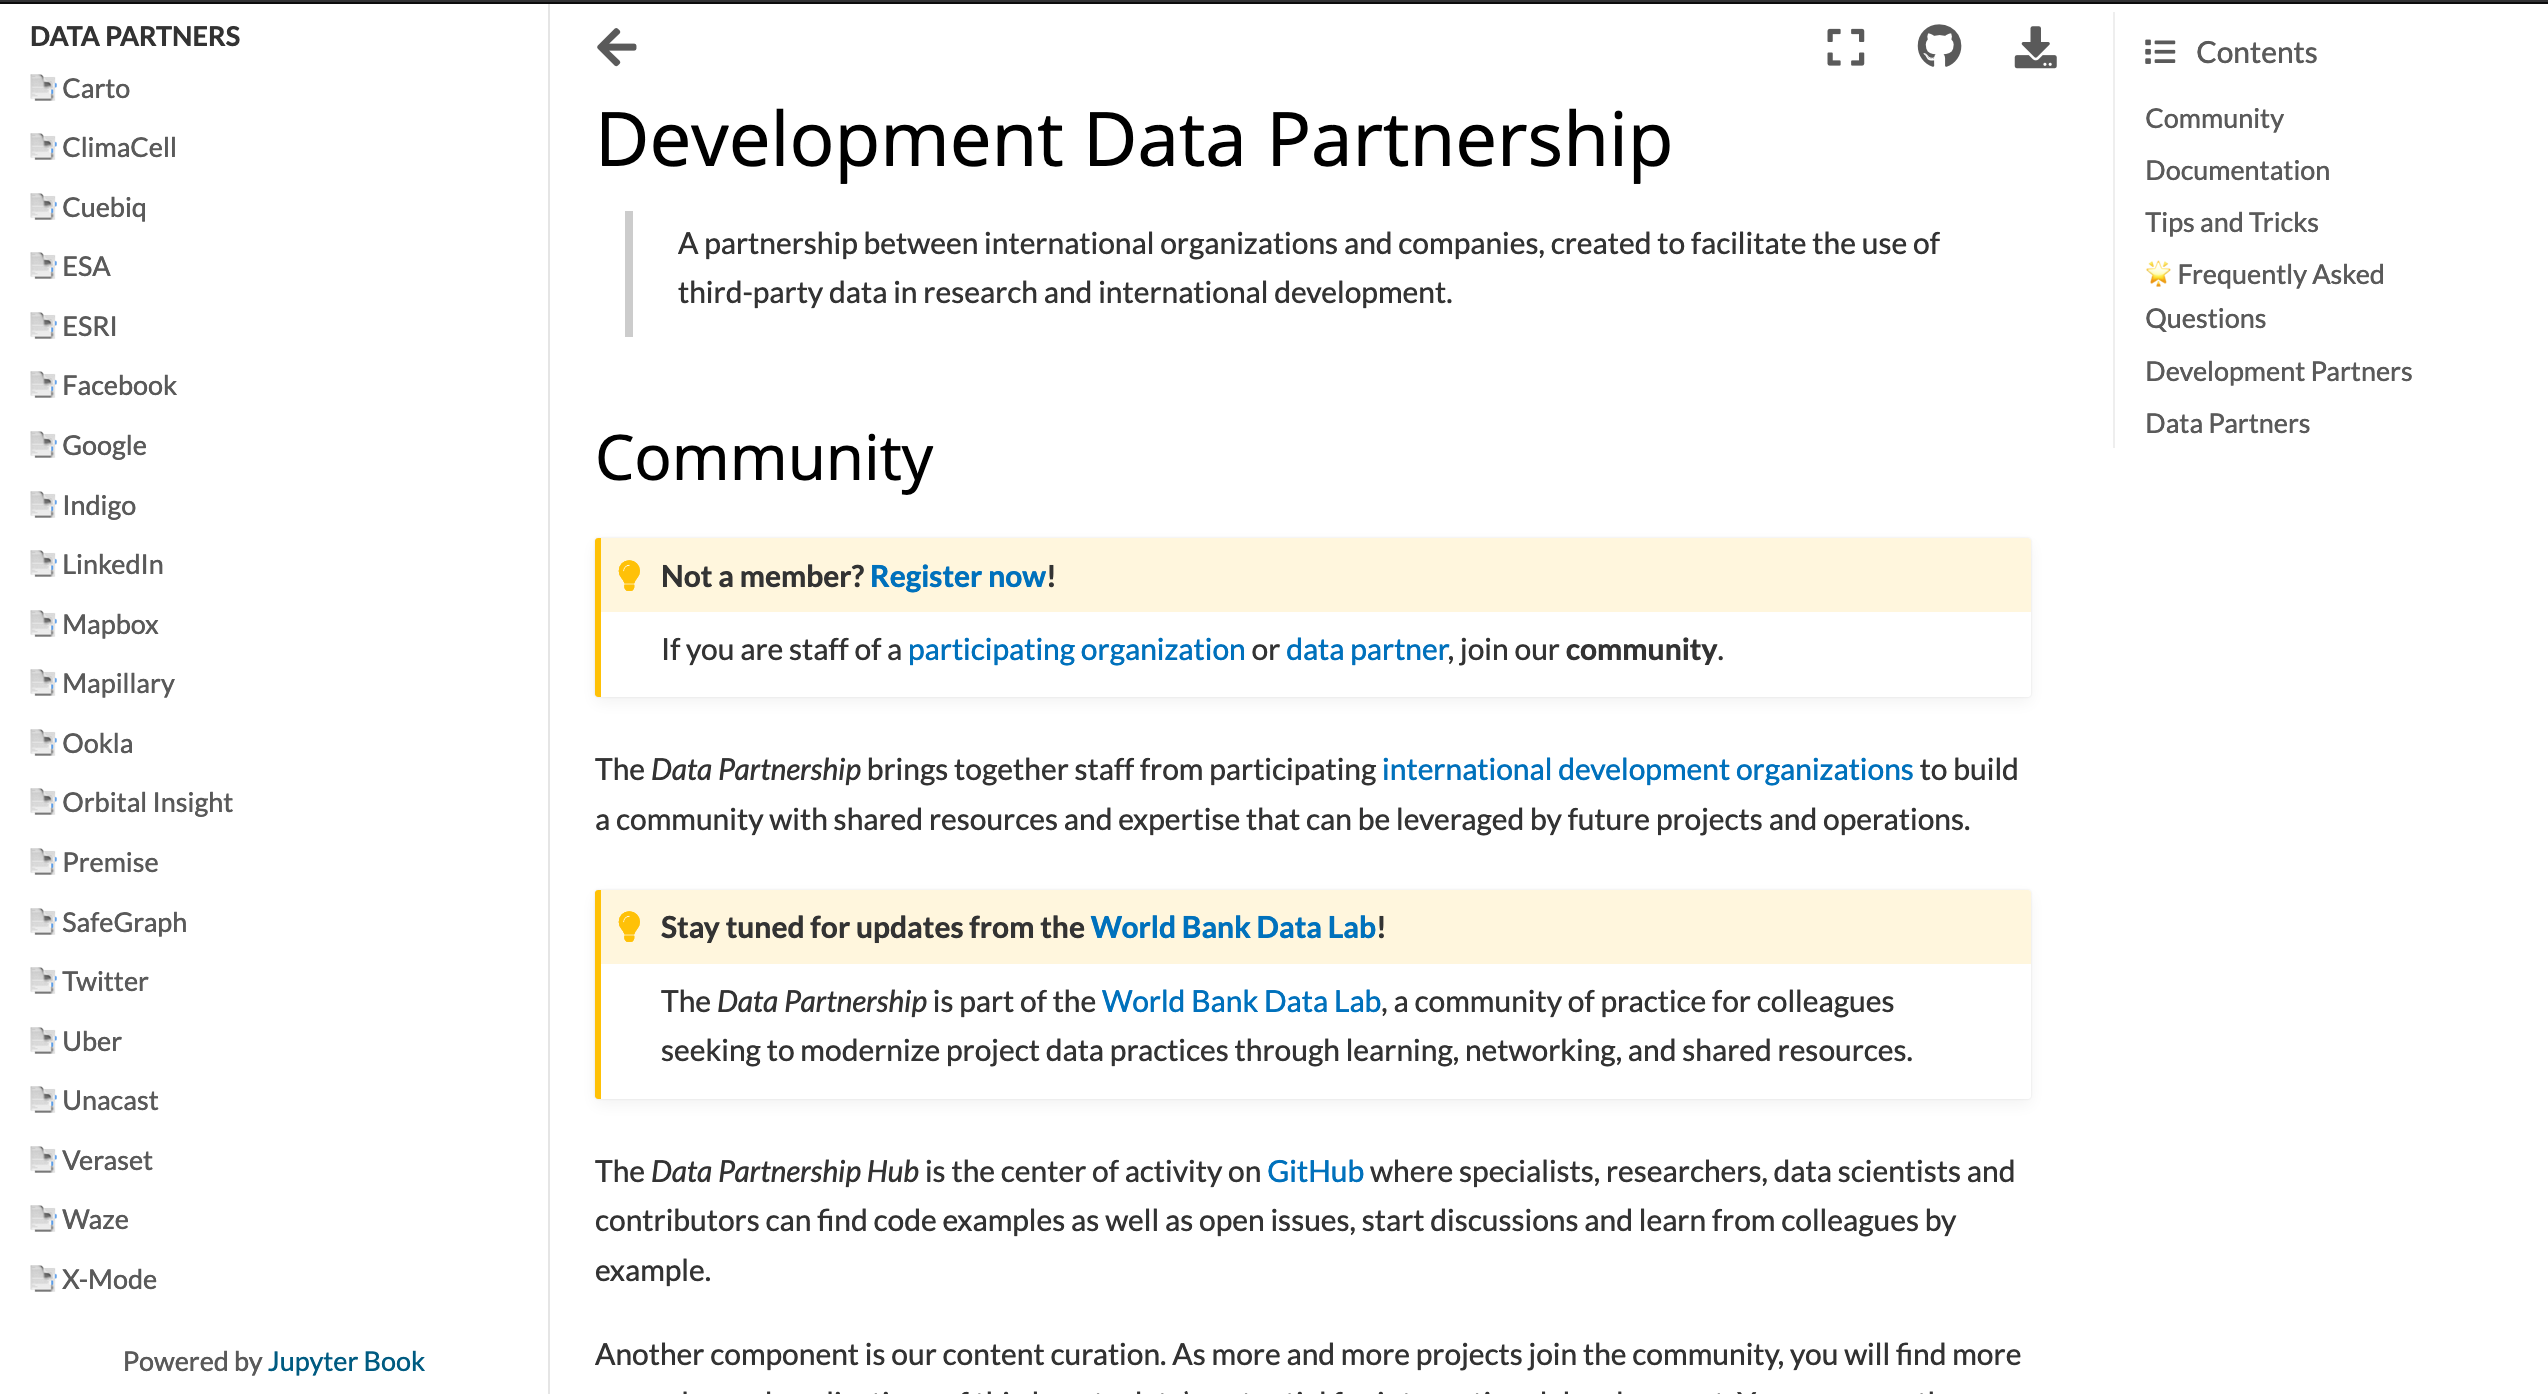 DATA PARTNERS
Carto
ClimaCell
Cuebiq
ESA
ESRI
Facebook
Google
Indigo
LinkedIn
Mapbox
Mapillary
Ookla
Orbital Insight
Premise
SafeGraph
Twitter
Uber
Unacast
Veraset
Waze
X-Mode
Powered by Jupyter Book
Development Data Partnership
A partnership between international organizations and companies, created to facilitate the use of
third-party data in research and international development.
Community
Not a member? Register now!
If you are staff of a participating organization or data partner, join our community.
The Data Partnership brings together staff from participating international development organizations to build
a community with shared resources and expertise that can be leveraged by future projects and operations.
Stay tuned for updates from the World Bank Data Lab!
The Data Partnership is part of the World Bank Data Lab, a community of practice for colleagues
seeking to modernize project data practices through learning, networking, and shared resources.
The Data Partnership Hub is the center of activity on GitHub where specialists, researchers, data scientists and
contributors can find code examples as well as open issues, start discussions and learn from colleagues by
example.
Another component is our content curation. As more and more projects join the community, you will find more
Contents
Community
Documentation
Tips and Tricks
🌟 Frequently Asked
Questions
Development Partners
Data Partners